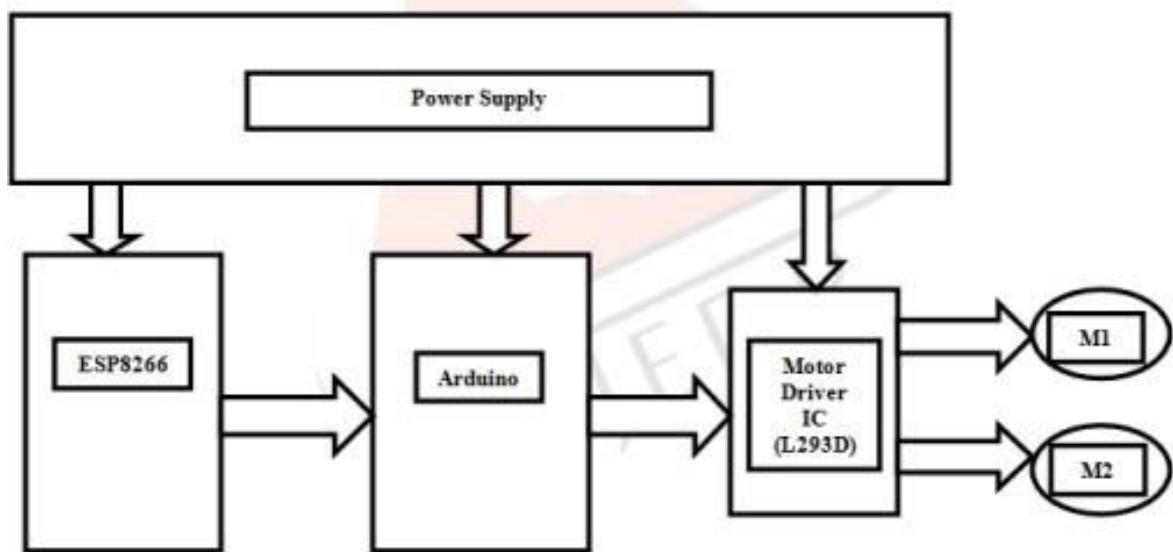 Power Supply
ESP8266
Arduino
Motor
Driver
IC
(L293D)
M1
M2